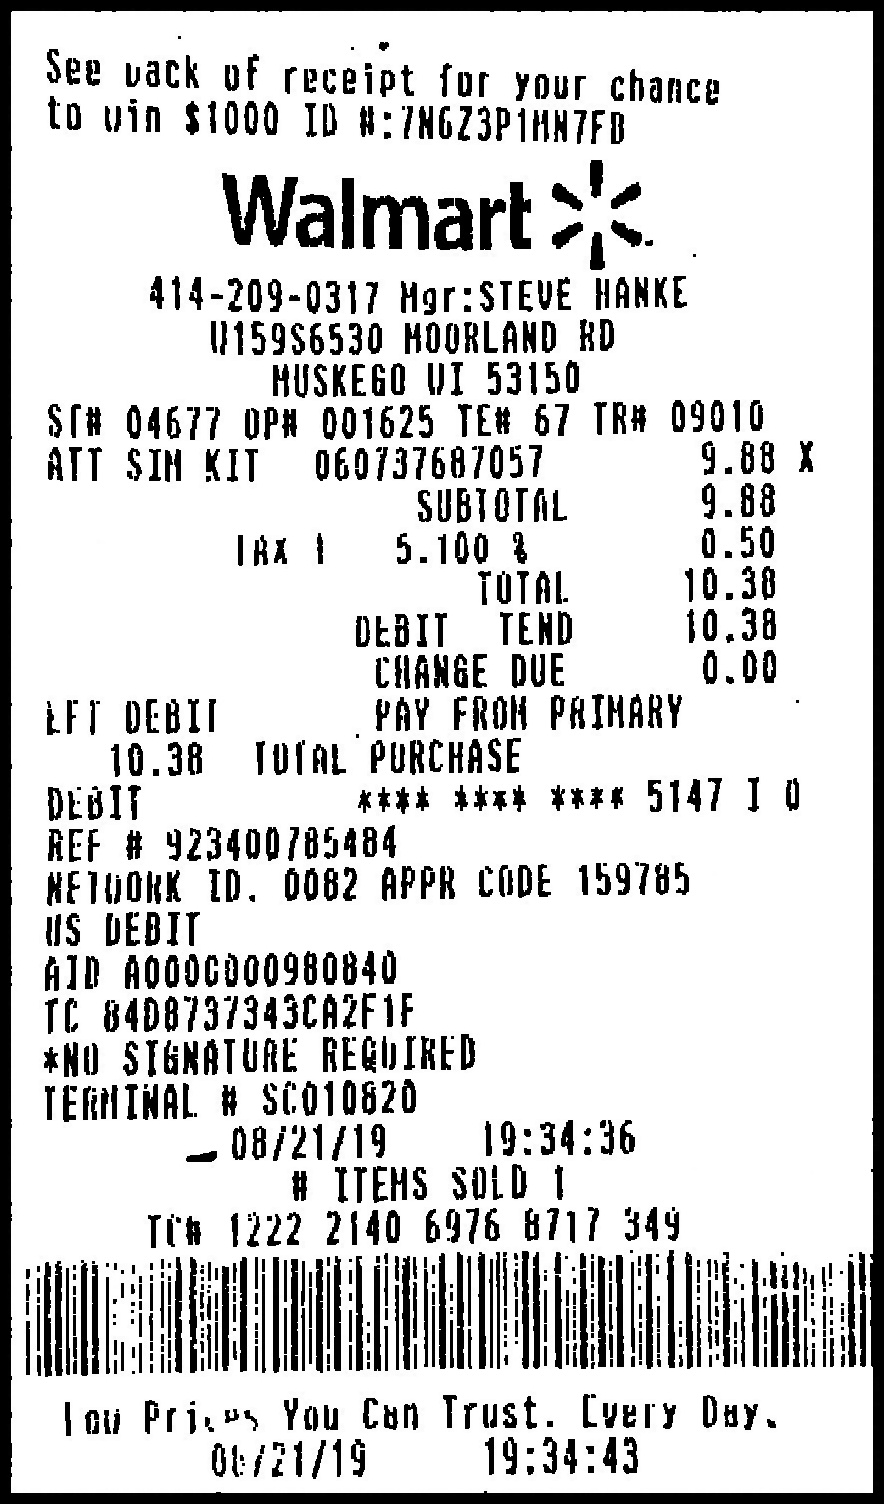 See back of receipt for your chance
to win $1000 ID #:7N6Z3P1MN7FB
Walmart
414-209-0317 Mgr:STEVE HANKE
W159S6530 MOORLAND RD
MUSKEGO WI 53150
ST# 04677 OP# 001625 TE# 67 TR# 09010
ATT SIM KIT 060737687057 9.88 X
SUBTOTAL 9.88
TAX 1 5.100 % 0.50
TOTAL 10.38
DEBIT TEND 10.38
CHANGE DUE 0.00
EFT DEBIT PAY FROM PRIMARY
10.38 TOTAL PURCHASE
DEBIT **** **** **** 5147 I 0
REF # 923400785484
NETWORK ID. 0082 APPR CODE 159785
US DEBIT
AID A0000000980840
TC 84D8737343CA2F1F
*NO SIGNATURE REQUIRED
TERMINAL # SC010820
08/21/19 19:34:36
# ITEMS SOLD 1
TC# 1222 2140 6976 8717 349
Low Prices You Can Trust. Every Day.
08/21/19 19:34:43